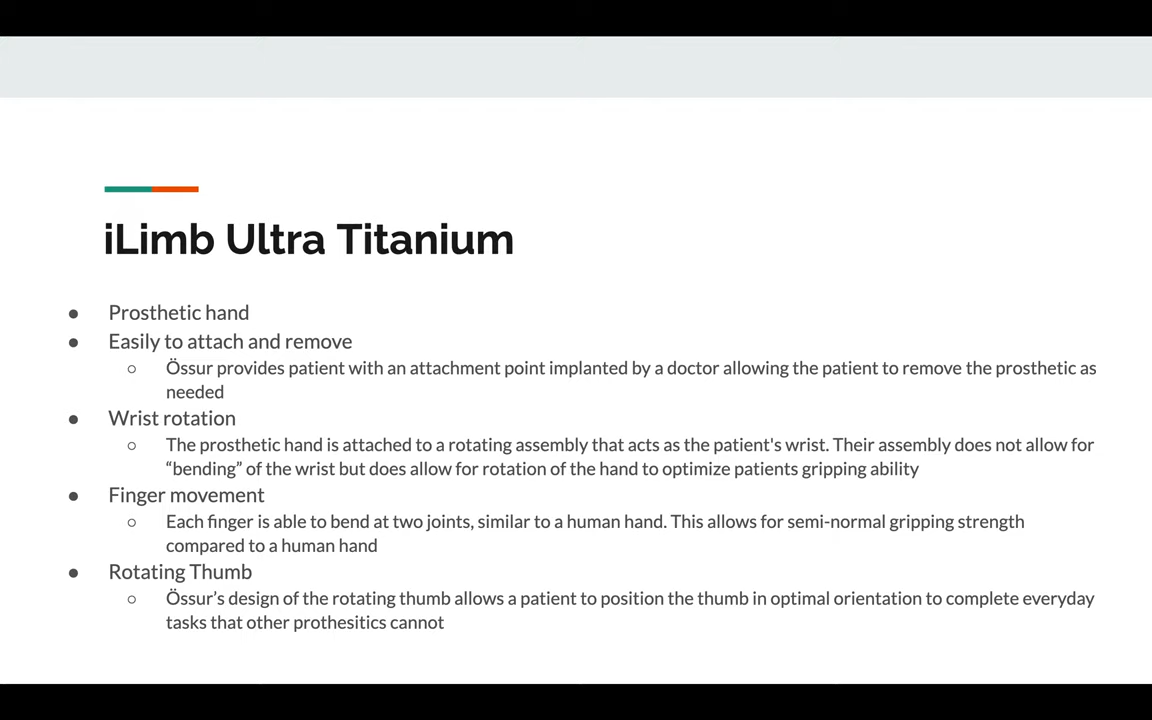 iLimb Ultra Titanium
● Prosthetic hand
● Easily to attach and remove
○ Össur provides patient with an attachment point implanted by a doctor allowing the patient to remove the prosthetic as
needed
● Wrist rotation
○ The prosthetic hand is attached to a rotating assembly that acts as the patient's wrist. Their assembly does not allow for
“bending” of the wrist but does allow for rotation of the hand to optimize patients gripping ability
● Finger movement
○ Each finger is able to bend at two joints, similar to a human hand. This allows for semi-normal gripping strength
compared to a human hand
● Rotating Thumb
○ Össur’s design of the rotating thumb allows a patient to position the thumb in optimal orientation to complete everyday
tasks that other prothesitics cannot